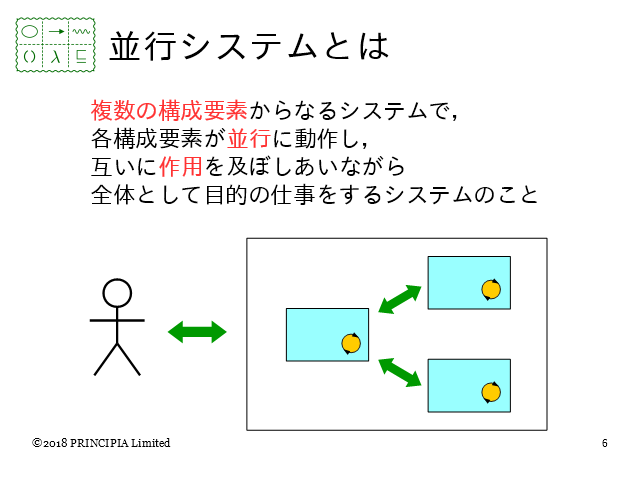 並行システムとは
複数の構成要素からなるシステムで，
各構成要素が並行に動作し，
互いに作用を及ぼしあいながら
全体として目的の仕事をするシステムのこと
©2018 PRINCIPIA Limited
6